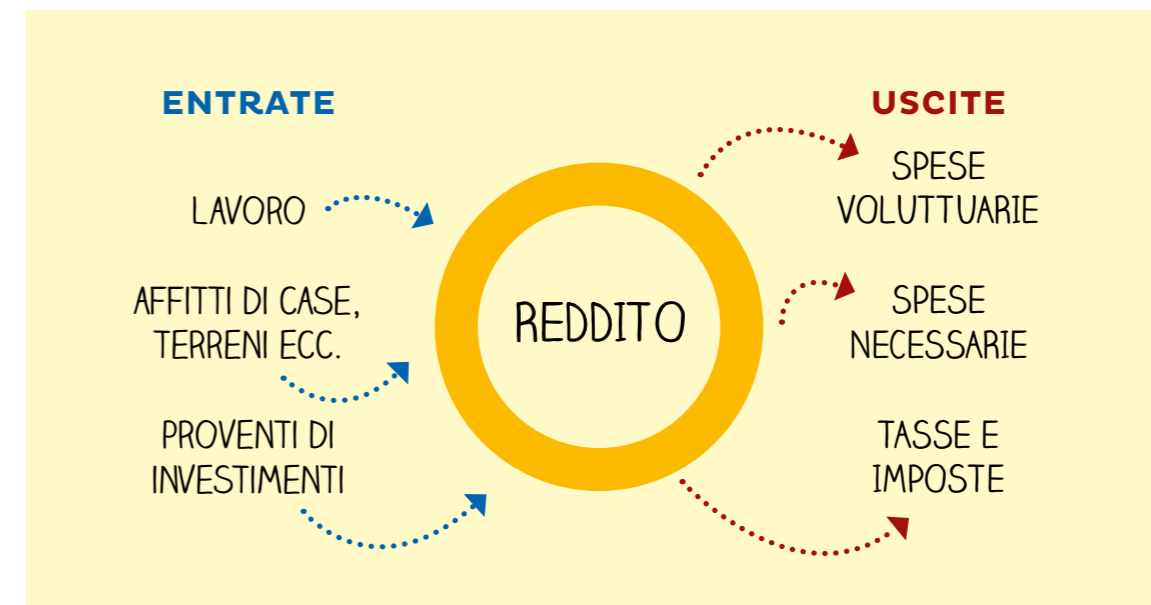 ENTRATE
LAVORO
AFFITTI DI CASE,
TERRENI ECC.
PROVENTI DI
INVESTIMENTI
REDDITO
USCITE
SPESE
VOLUTTUARIE
SPESE
NECESSARIE
TASSE E
IMPOSTE